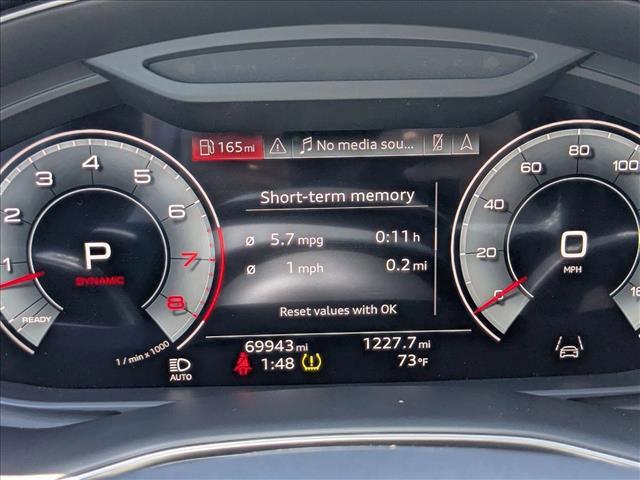 165mi No media sou...
Short-term memory
ø 5.7 mpg 0:11 h
ø 1 mph 0.2 mi
Reset values with OK
69943 mi 1227.7 mi
1:48 73°F
1 2 3 4 5 6 7 8
P
DYNAMIC
READY
1 / min x 1000
AUTO
0 20 40 60 80 100 16
0
MPH